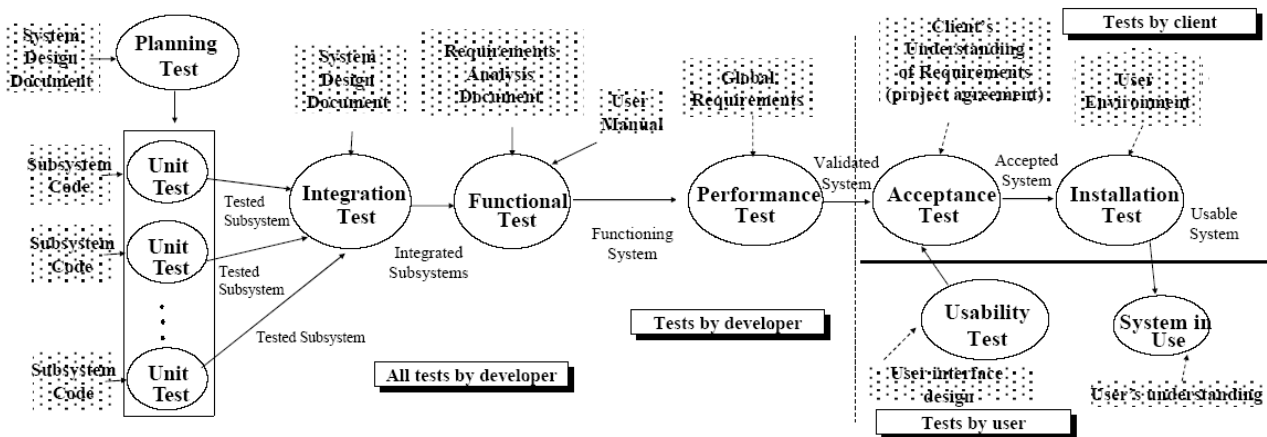 System
Design
Document
Planning
Test
System
Design
Document
Requirements
Analysis
Document
User
Manual
Global
Requirements
Client's
Understanding
of Requirements
(project agreement)
Tests by client
User
Environment
Subsystem
Code
Unit
Test
Tested
Subsystem
Integration
Test
Functional
Test
Performance
Test
Validated
System
Acceptance
Test
Accepted
System
Installation
Test
Usable
System
Subsystem
Code
Unit
Test
Tested
Subsystem
Integrated
Subsystems
Functioning
System
Subsystem
Code
Unit
Test
Tested Subsystem
All tests by developer
Tests by developer
Usability
Test
System in
Use
User interface
design
User's understanding
Tests by user